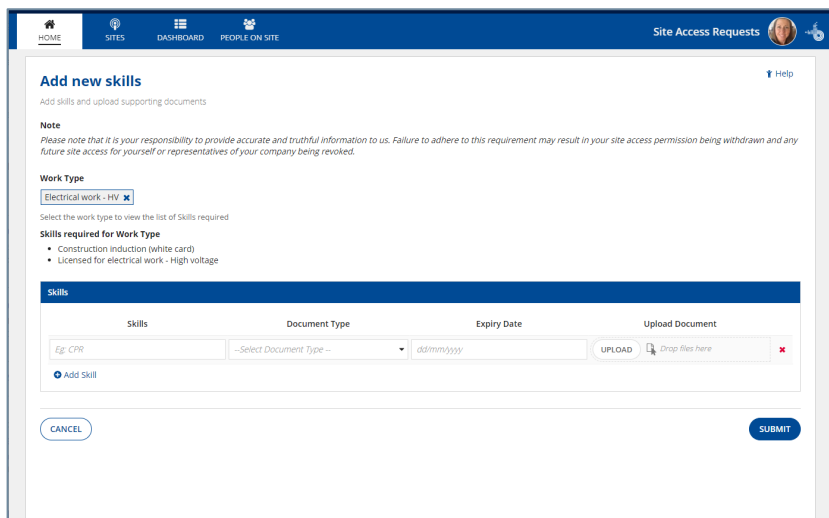 HOME
SITES
DASHBOARD
PEOPLE ON SITE
Site Access Requests
Add new skills
Help
Add skills and upload supporting documents
Note
Please note that it is your responsibility to provide accurate and truthful information to us. Failure to adhere to this requirement may result in your site access permission being withdrawn and any
future site access for yourself or representatives of your company being revoked.
Work Type
Electrical work - HV
Select the work type to view the list of Skills required
Skills required for Work Type
Construction induction (white card)
Licensed for electrical work - High voltage
Skills
Skills Document Type Expiry Date Upload Document
Eg: CPR --Select Document Type -- dd/mm/yyyy UPLOAD Drop files here
Add Skill
CANCEL
SUBMIT